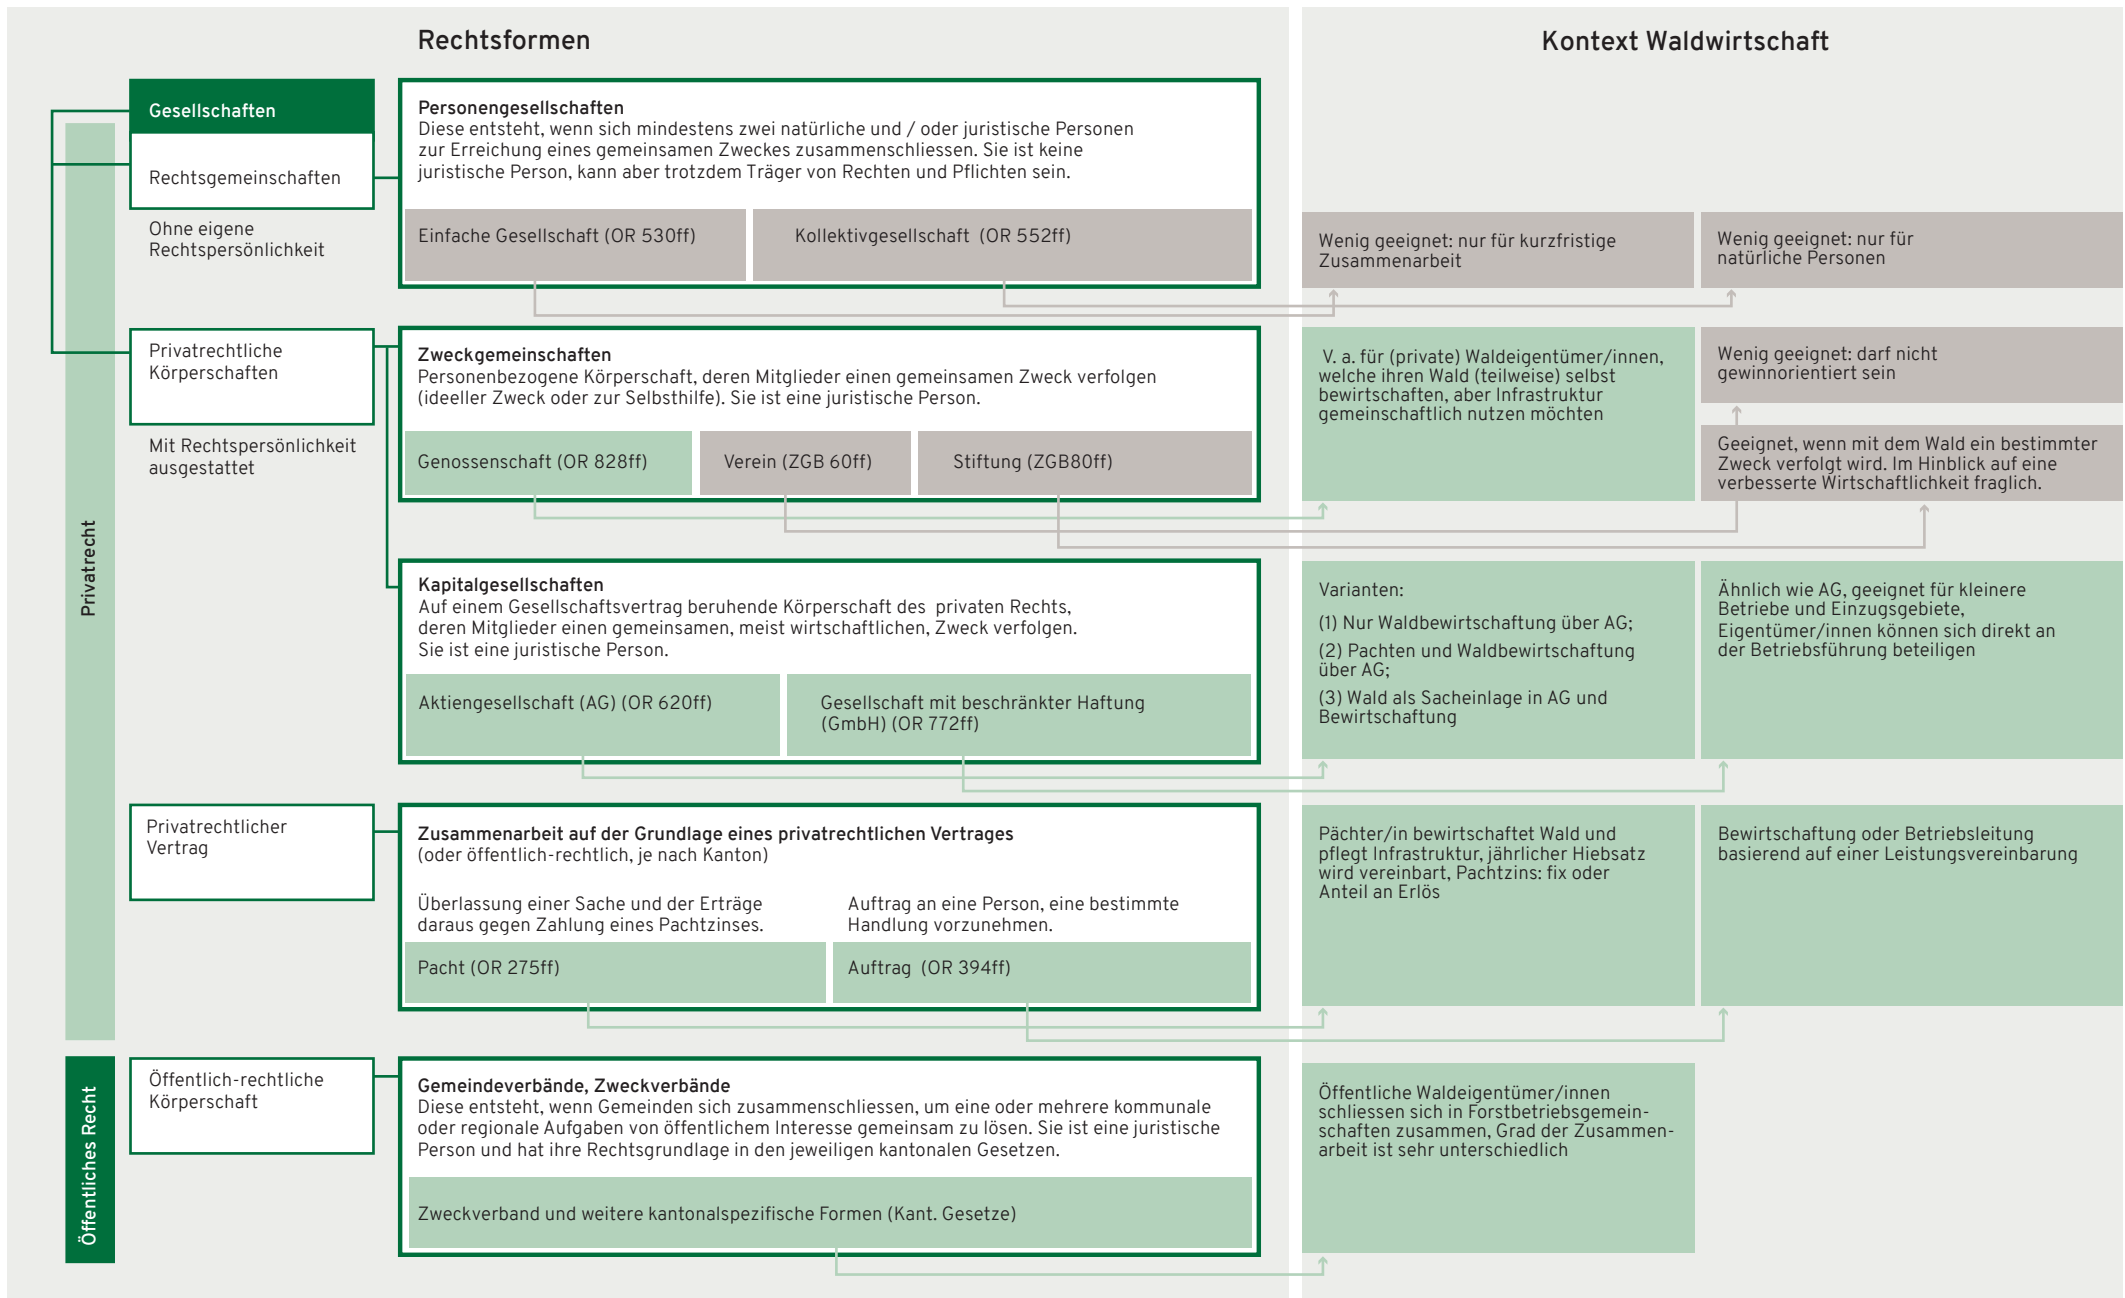 Rechtsformen
Kontext Waldwirtschaft
Privatrecht
Gesellschaften
Rechtsgemeinschaften
Ohne eigene
Rechtspersönlichkeit
Personengesellschaften
Diese entsteht, wenn sich mindestens zwei natürliche und / oder juristische Personen
zur Erreichung eines gemeinsamen Zweckes zusammenschliessen. Sie ist keine
juristische Person, kann aber trotzdem Träger von Rechten und Pflichten sein.
Einfache Gesellschaft (OR 530ff)
Kollektivgesellschaft (OR 552ff)
Wenig geeignet: nur für kurzfristige
Zusammenarbeit
Wenig geeignet: nur für
natürliche Personen
Privatrechtliche
Körperschaften
Mit Rechtspersönlichkeit
ausgestattet
Zweckgemeinschaften
Personenbezogene Körperschaft, deren Mitglieder einen gemeinsamen Zweck verfolgen
(ideeller Zweck oder zur Selbsthilfe). Sie ist eine juristische Person.
Genossenschaft (OR 828ff)
Verein (ZGB 60ff)
Stiftung (ZGB80ff)
V. a. für (private) Waldeigentümer/innen,
welche ihren Wald (teilweise) selbst
bewirtschaften, aber Infrastruktur
gemeinschaftlich nutzen möchten
Wenig geeignet: darf nicht
gewinnorientiert sein
Geeignet, wenn mit dem Wald ein bestimmter
Zweck verfolgt wird. Im Hinblick auf eine
verbesserte Wirtschaftlichkeit fraglich.
Kapitalgesellschaften
Auf einem Gesellschaftsvertrag beruhende Körperschaft des privaten Rechts,
deren Mitglieder einen gemeinsamen, meist wirtschaftlichen, Zweck verfolgen.
Sie ist eine juristische Person.
Aktiengesellschaft (AG) (OR 620ff)
Gesellschaft mit beschränkter Haftung
(GmbH) (OR 772ff)
Varianten:
(1) Nur Waldbewirtschaftung über AG;
(2) Pachten und Waldbewirtschaftung
über AG;
(3) Wald als Sacheinlage in AG und
Bewirtschaftung
Ähnlich wie AG, geeignet für kleinere
Betriebe und Einzugsgebiete,
Eigentümer/innen können sich direkt an
der Betriebsführung beteiligen
Privatrechtlicher
Vertrag
Zusammenarbeit auf der Grundlage eines privatrechtlichen Vertrages
(oder öffentlich-rechtlich, je nach Kanton)
Überlassung einer Sache und der Erträge
daraus gegen Zahlung eines Pachtzinses.
Auftrag an eine Person, eine bestimmte
Handlung vorzunehmen.
Pacht (OR 275ff)
Auftrag (OR 394ff)
Pächter/in bewirtschaftet Wald und
pflegt Infrastruktur, jährlicher Hiebsatz
wird vereinbart, Pachtzins: fix oder
Anteil an Erlös
Bewirtschaftung oder Betriebsleitung
basierend auf einer Leistungsvereinbarung
Öffentliches Recht
Öffentlich-rechtliche
Körperschaft
Gemeindeverbände, Zweckverbände
Diese entsteht, wenn Gemeinden sich zusammenschliessen, um eine oder mehrere kommunale
oder regionale Aufgaben von öffentlichem Interesse gemeinsam zu lösen. Sie ist eine juristische
Person und hat ihre Rechtsgrundlage in den jeweiligen kantonalen Gesetzen.
Zweckverband und weitere kantonalspezifische Formen (Kant. Gesetze)
Öffentliche Waldeigentümer/innen
schliessen sich in Forstbetriebsgemein-
schaften zusammen, Grad der Zusammen-
arbeit ist sehr unterschiedlich